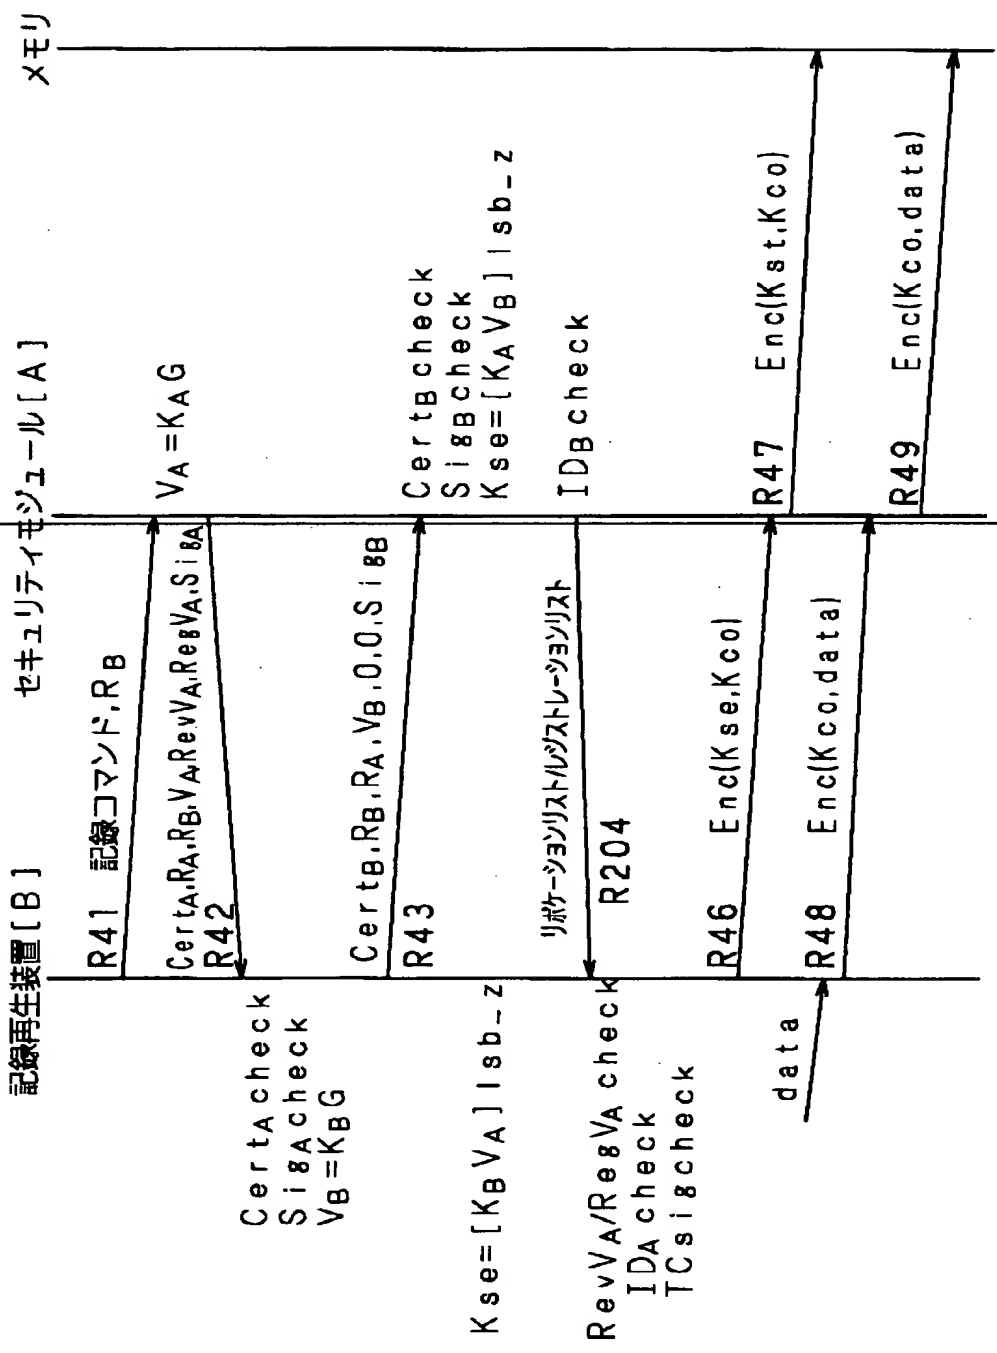 記録再生装置[B]
セキュリティモジュール[A]
メモリ
R41 記録コマンド,RB
VA=KAG
CertA,RA,RB,VA,RevVA,RegVA,SigA
R42
CertAcheck
SigAcheck
VB=KBG
CertB,RB,RA,VB,0,0,SigB
R43
CertBcheck
SigBcheck
Kse=[KAVB]lsb_z
Kse=[KBVA]lsb_z
IDBcheck
リボケーションリスト/レジストレーションリスト
R204
RevVA/RegVA check
IDAcheck
TCsigcheck
R46 Enc(Kse,Kco)
R47 Enc(Kst,Kco)
data
R48 Enc(Kco,data)
R49 Enc(Kco,data)